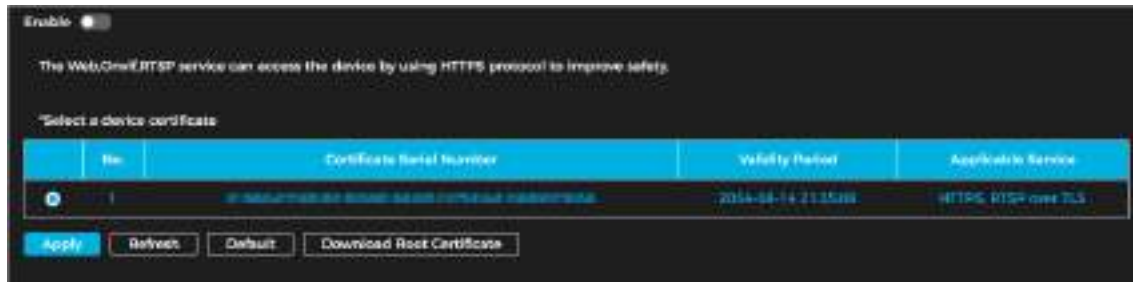 Enable
The Web,Onvif,RTSP service can access the device by using HTTPS protocol to improve safety.
*Select a device certificate
No. Certificate Serial Number Validity Period Applicable Service
1 HTTPS, RTSP over TLS
Apply Refresh Default Download Root Certificate